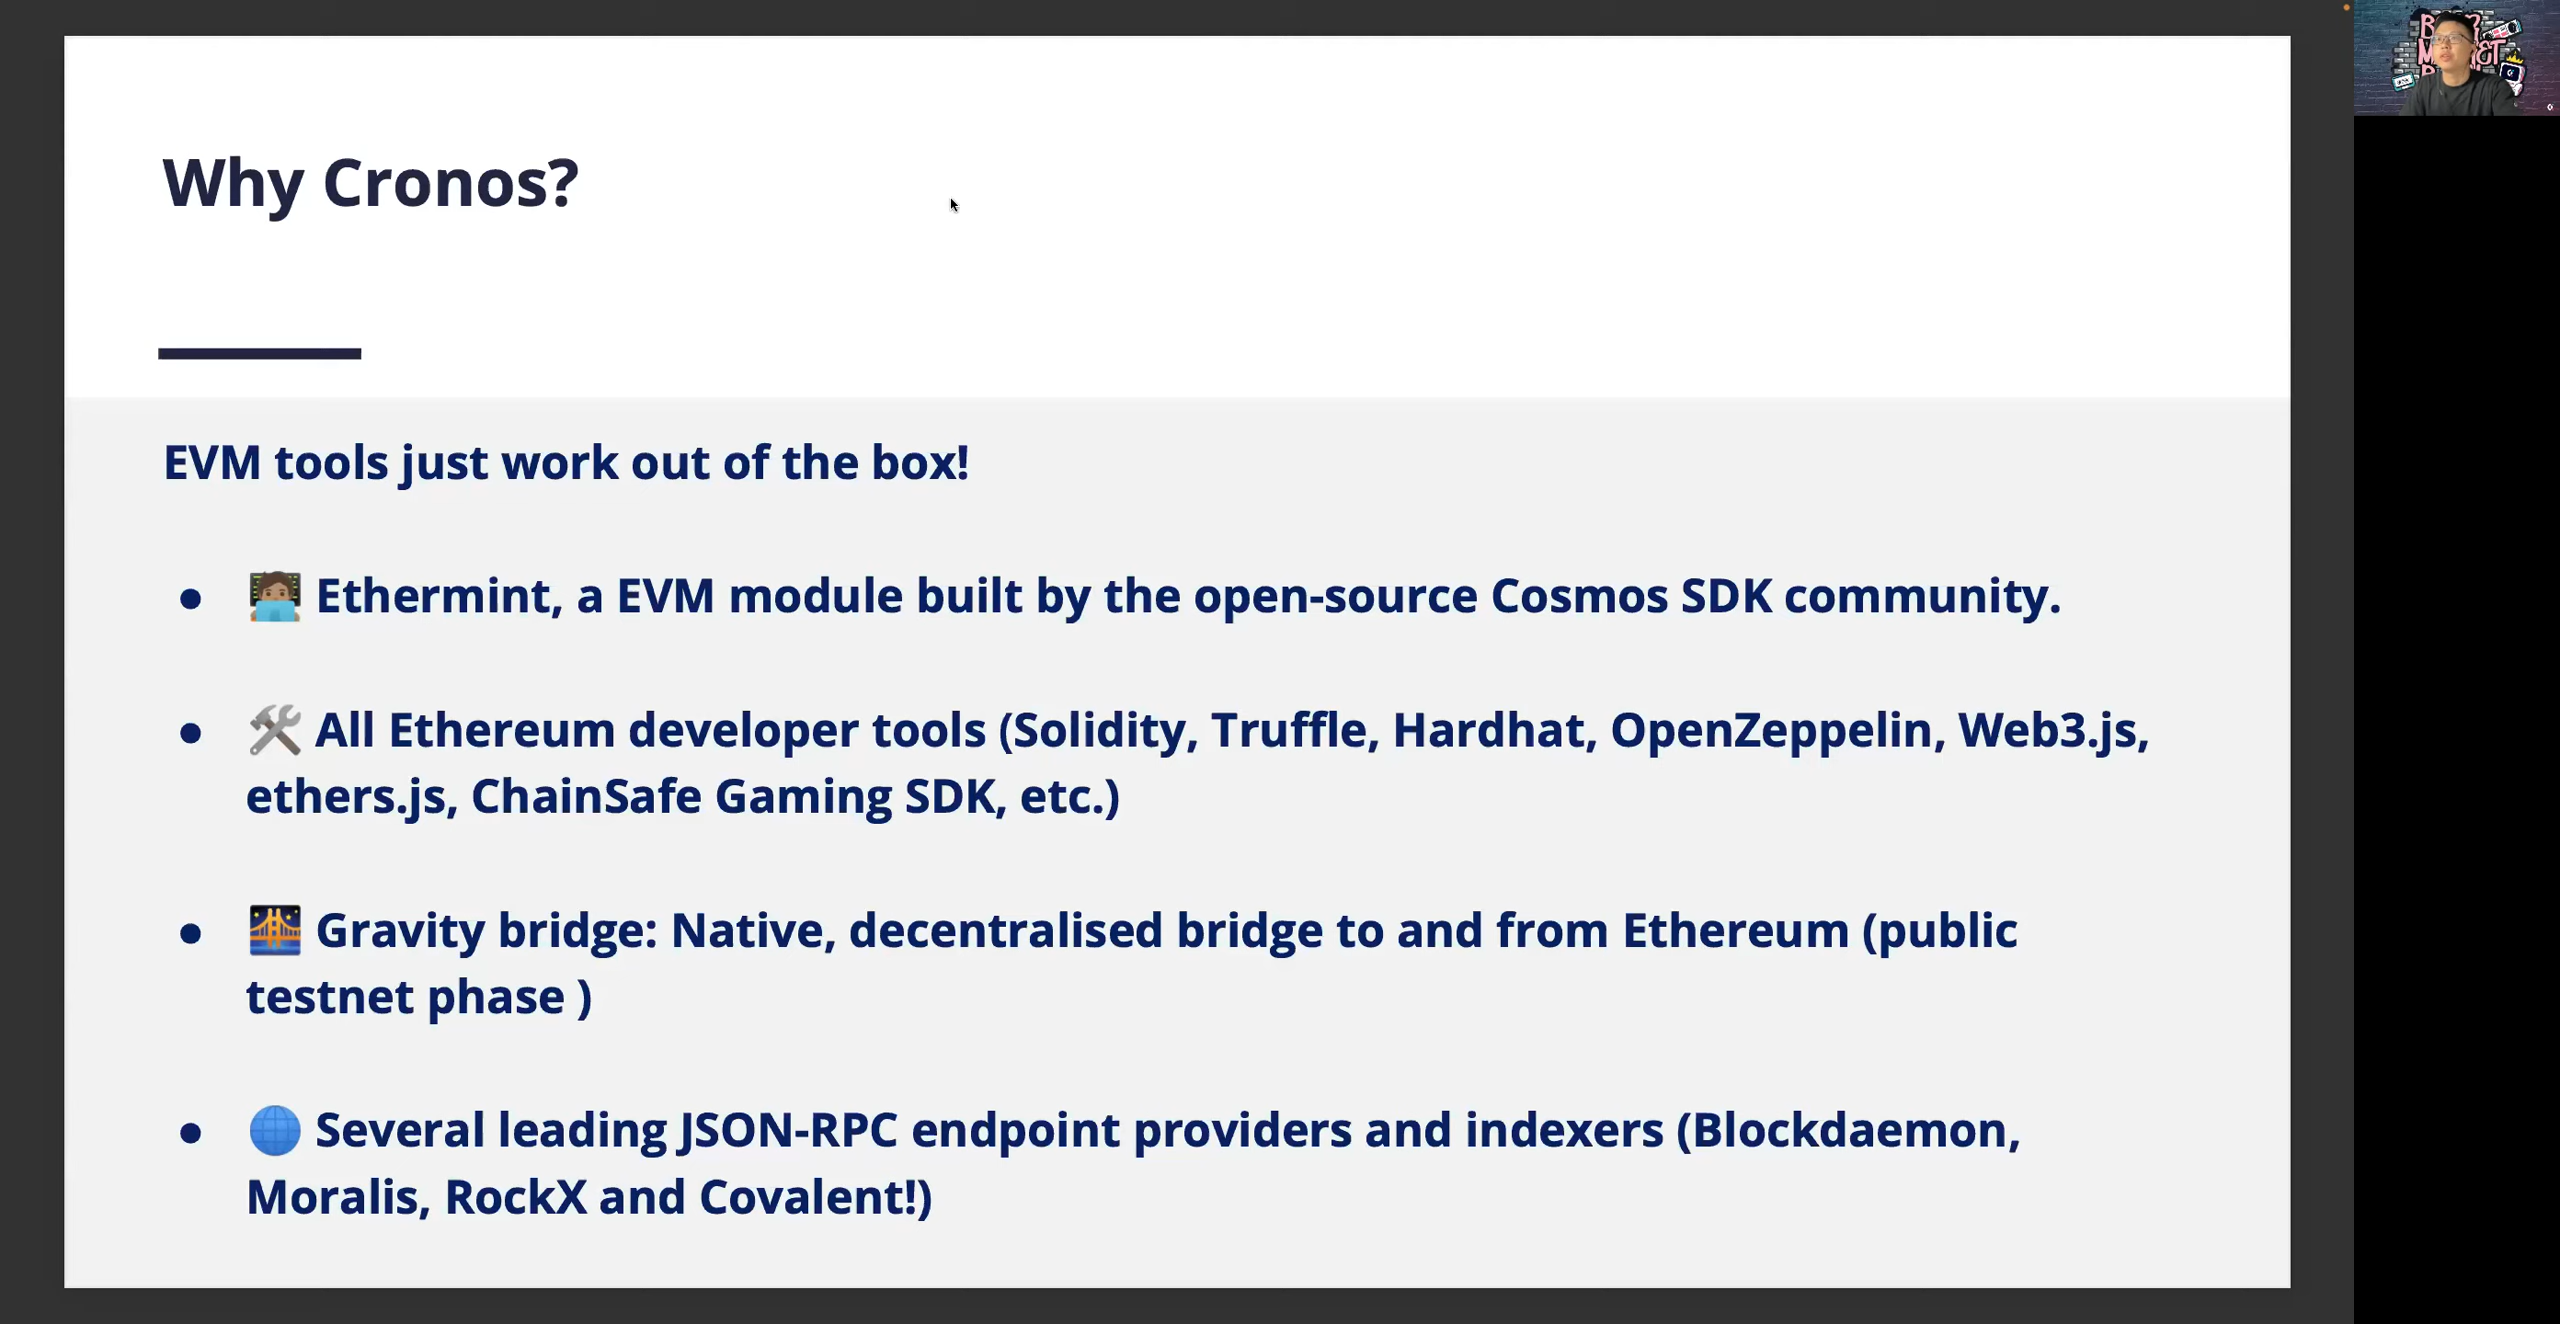 Why Cronos?
EVM tools just work out of the box!
● Ethermint, a EVM module built by the open-source Cosmos SDK community.
● All Ethereum developer tools (Solidity, Truffle, Hardhat, OpenZeppelin, Web3.js,
ethers.js, ChainSafe Gaming SDK, etc.)
● Gravity bridge: Native, decentralised bridge to and from Ethereum (public
testnet phase )
● Several leading JSON-RPC endpoint providers and indexers (Blockdaemon,
Moralis, RockX and Covalent!)